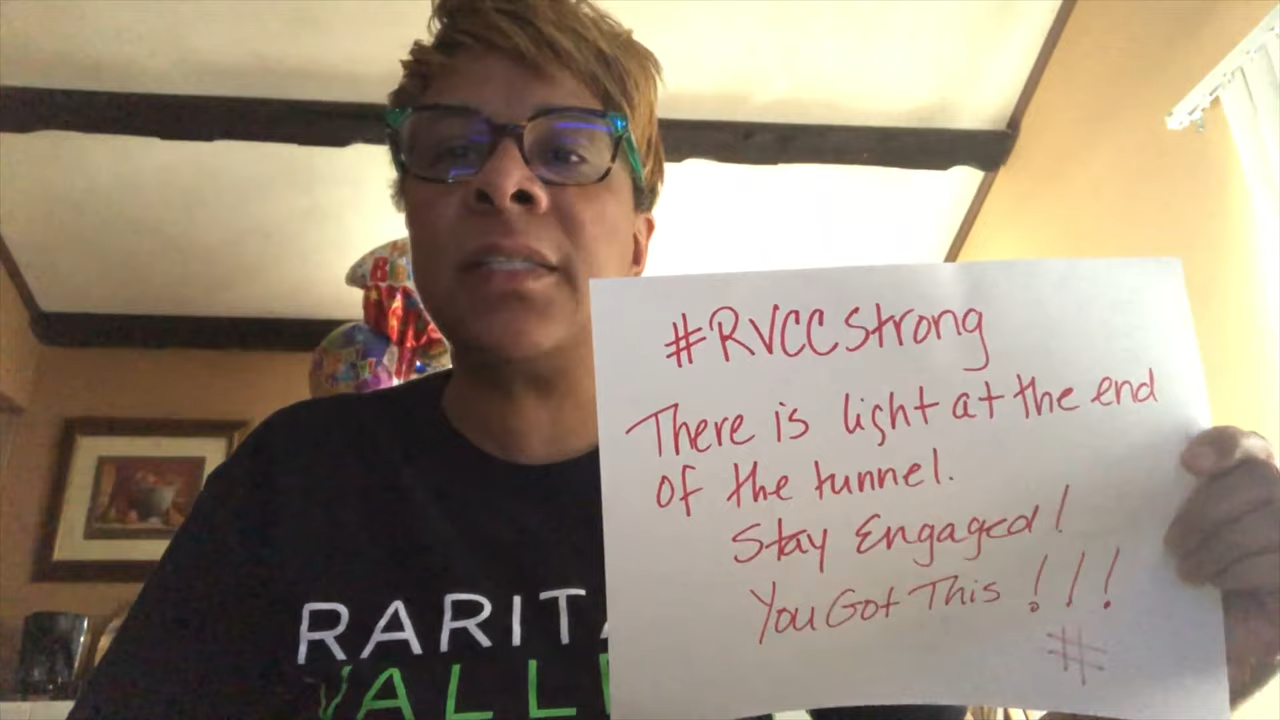 #RVCCStrong
There is light at the end
of the tunnel.
Stay Engaged!
You Got This !!!
#
RARIT
VALL